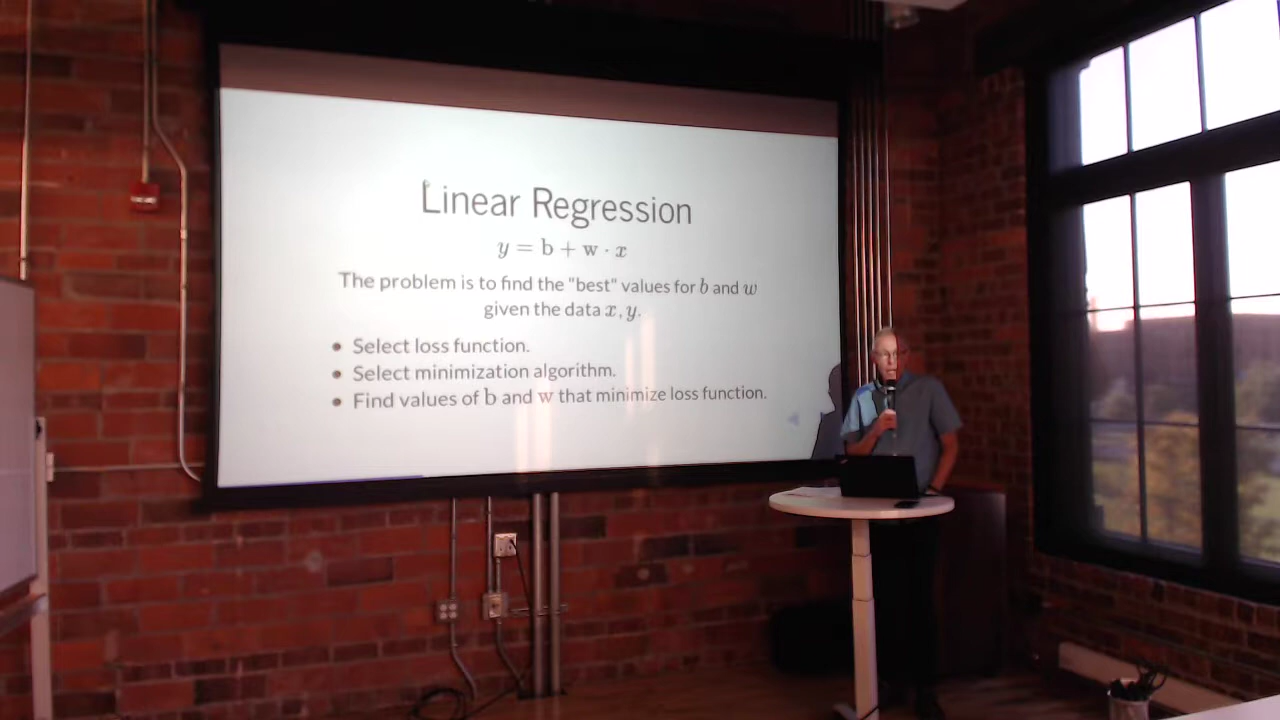 Linear Regression
y = b + w · x
The problem is to find the "best" values for b and w
given the data x, y.
• Select loss function.
• Select minimization algorithm.
• Find values of b and w that minimize loss function.